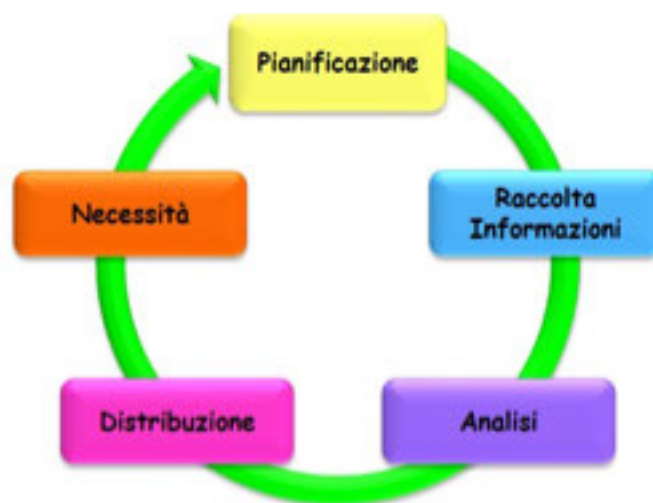 Pianificazione
Raccolta
Informazioni
Analisi
Distribuzione
Necessità